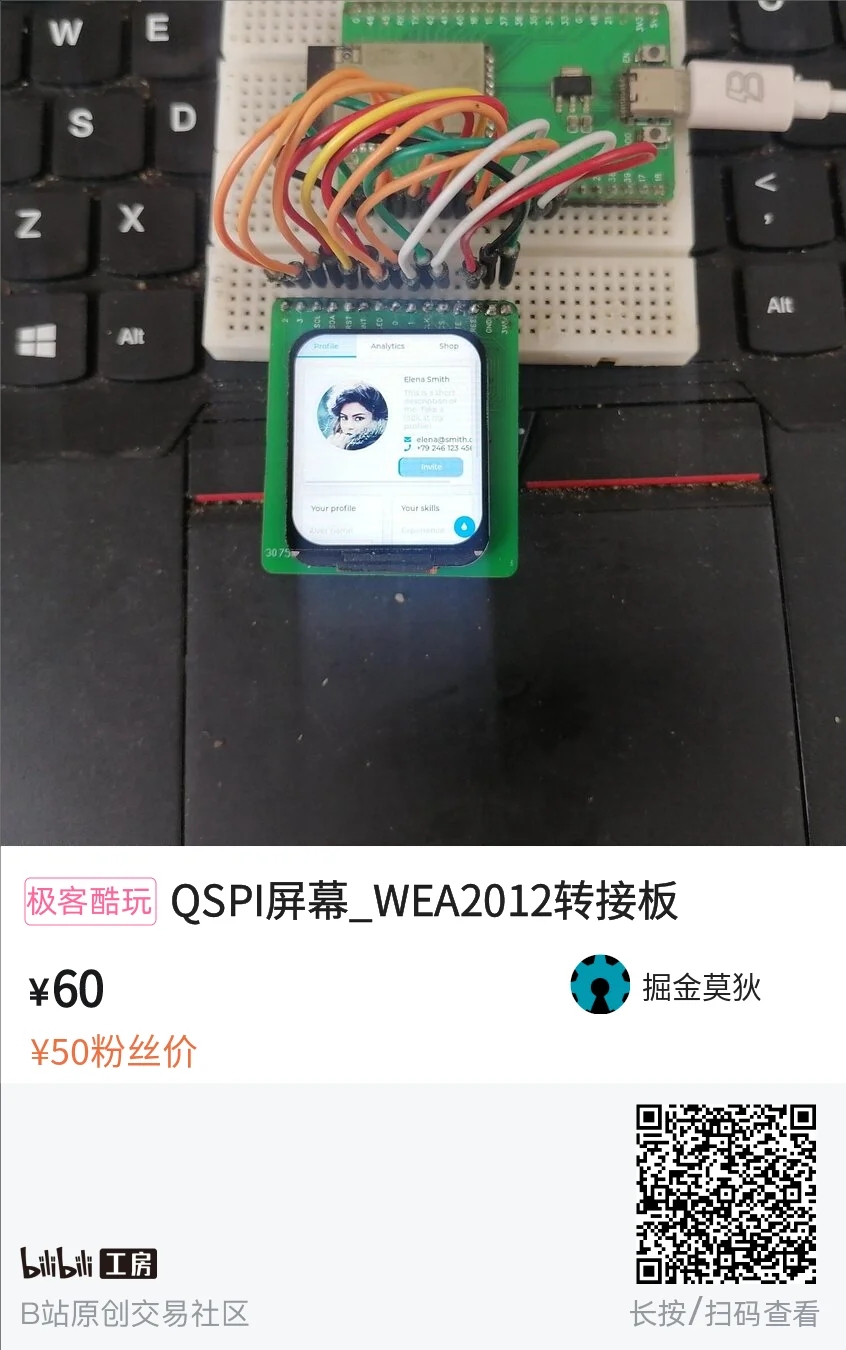 W E
S D
Z X
Alt
<
,
Alt
Profile Analytics Shop
Elena Smith
This is a short
description of
me. Take a
look at my
profile!
elena@smith.c
+79 246 123 456
Invite
Your profile Your skills
User name Experience
3075
极客酷玩 QSPI屏幕_WEA2012转接板
¥60
掘金莫狄
¥50粉丝价
bilibili 工房
B站原创交易社区
长按/扫码查看